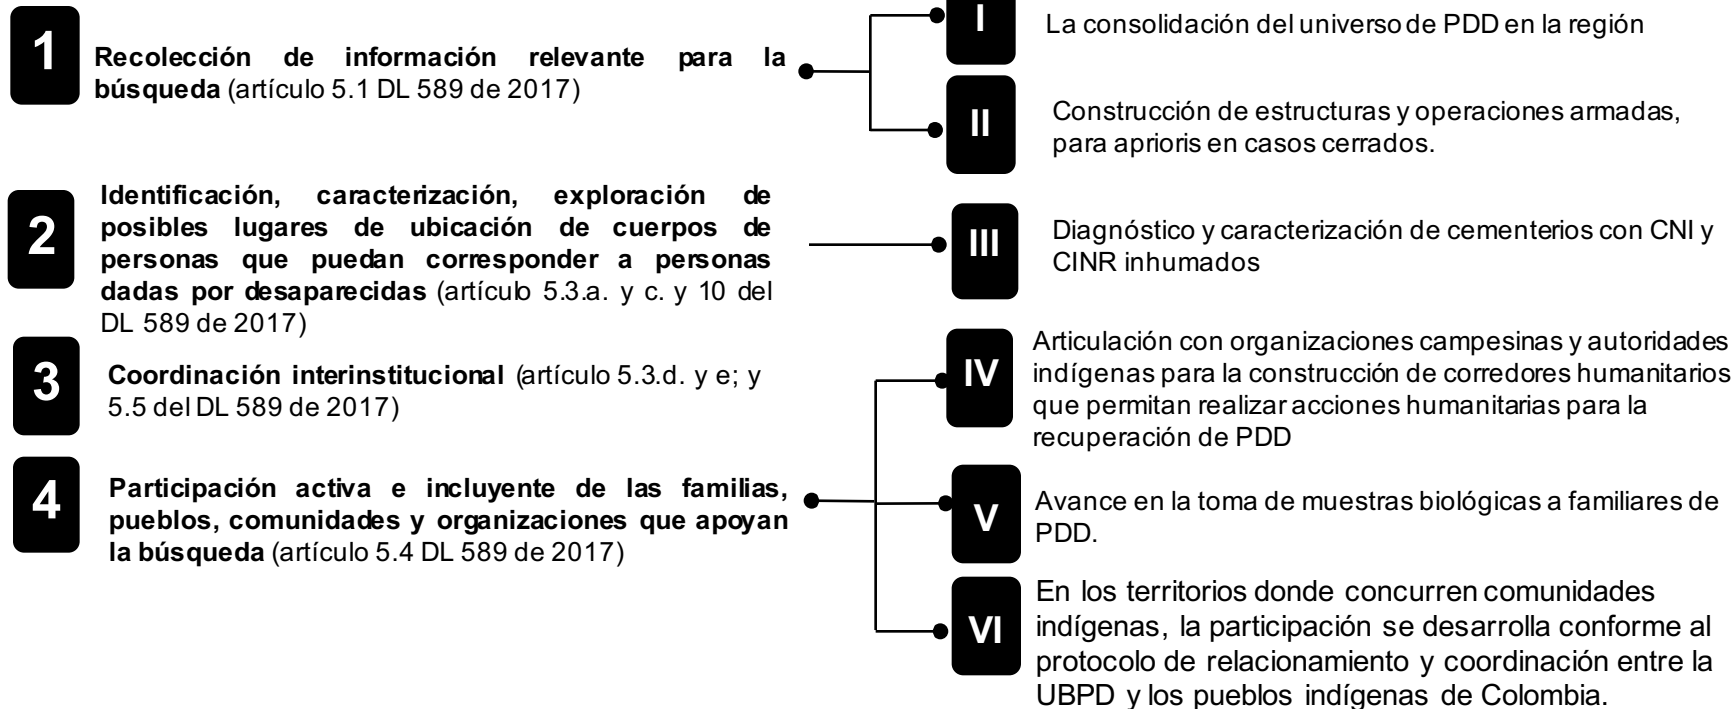 1
Recolección de información relevante para la
búsqueda (artículo 5.1 DL 589 de 2017)
I
La consolidación del universo de PDD en la región
II
Construcción de estructuras y operaciones armadas,
para aprioris en casos cerrados.
2
Identificación, caracterización, exploración de
posibles lugares de ubicación de cuerpos de
personas que puedan corresponder a personas
dadas por desaparecidas (artículo 5.3.a. y c. y 10 del
DL 589 de 2017)
III
Diagnóstico y caracterización de cementerios con CNI y
CINR inhumados
3
Coordinación interinstitucional (artículo 5.3.d. y e; y
5.5 del DL 589 de 2017)
4
Participación activa e incluyente de las familias,
pueblos, comunidades y organizaciones que apoyan
la búsqueda (artículo 5.4 DL 589 de 2017)
IV
Articulación con organizaciones campesinas y autoridades
indígenas para la construcción de corredores humanitarios
que permitan realizar acciones humanitarias para la
recuperación de PDD
V
Avance en la toma de muestras biológicas a familiares de
PDD.
VI
En los territorios donde concurren comunidades
indígenas, la participación se desarrolla conforme al
protocolo de relacionamiento y coordinación entre la
UBPD y los pueblos indígenas de Colombia.